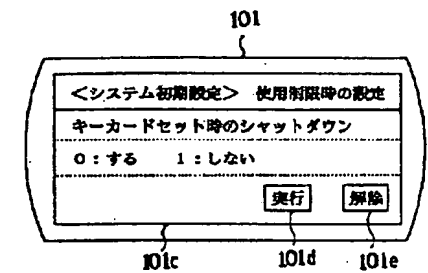 101
<システム初期設定> 使用制限時の設定
キーカードセット時のシャットダウン
0:する 1:しない
実行 解除
101c 101d 101e